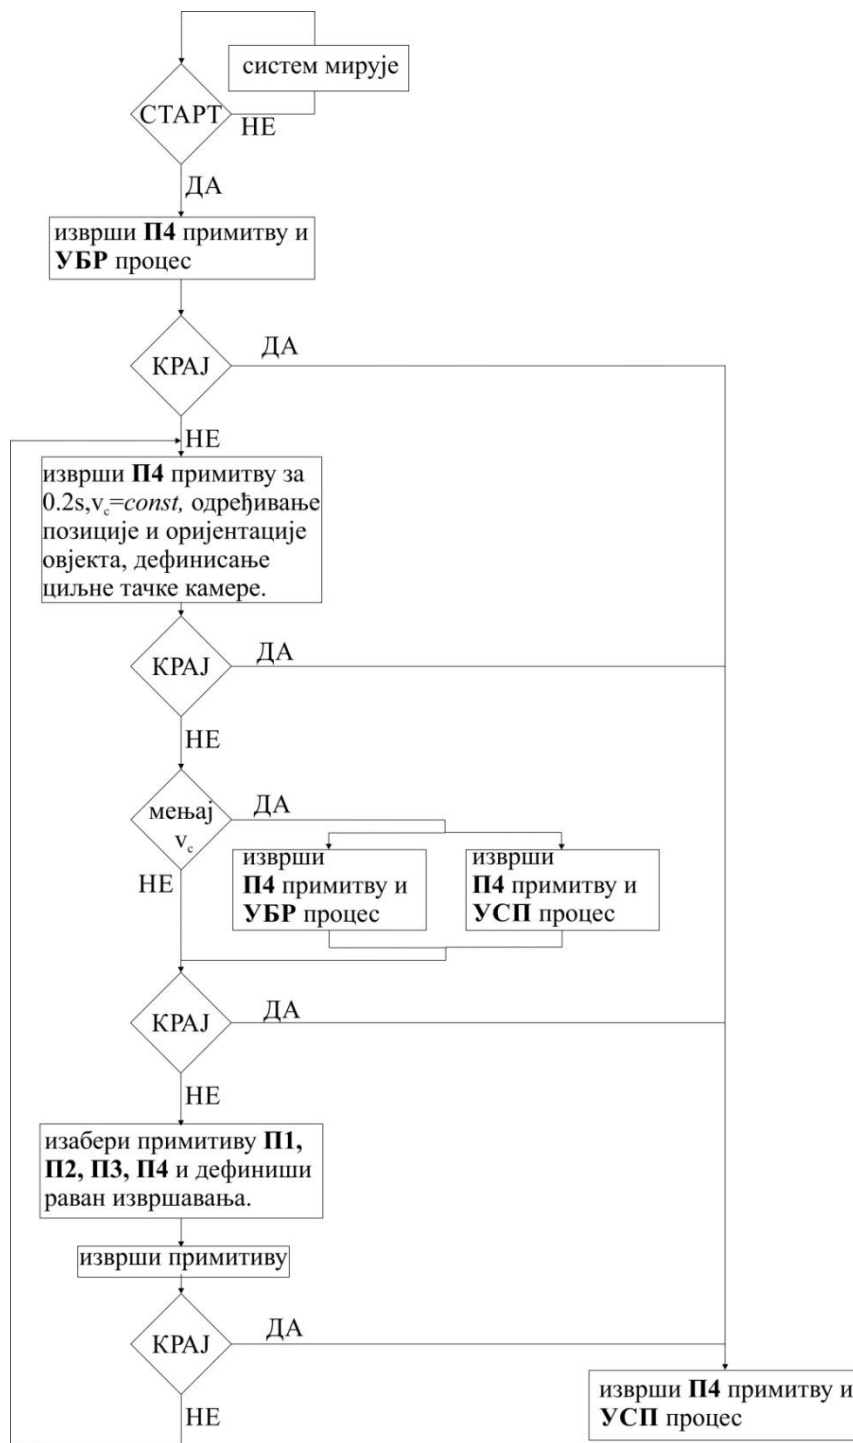 систем мирује
СТАРТ
НЕ
ДА
изврши П4 примитву и
УБР процес
ДА
КРАЈ
НЕ
изврши П4 примитву за
0.2s,vc=const, одређивање
позиције и оријентације
овјекта, дефинисање
циљне тачке камере.
ДА
КРАЈ
НЕ
мењај
vc
ДА
НЕ
изврши
П4 примитву и
УБР процес
изврши
П4 примитву и
УСП процес
ДА
КРАЈ
НЕ
изабери примитиву П1,
П2, П3, П4 и дефиниши
раван извршавања.
изврши примитиву
ДА
КРАЈ
НЕ
изврши П4 примитву и
УСП процес